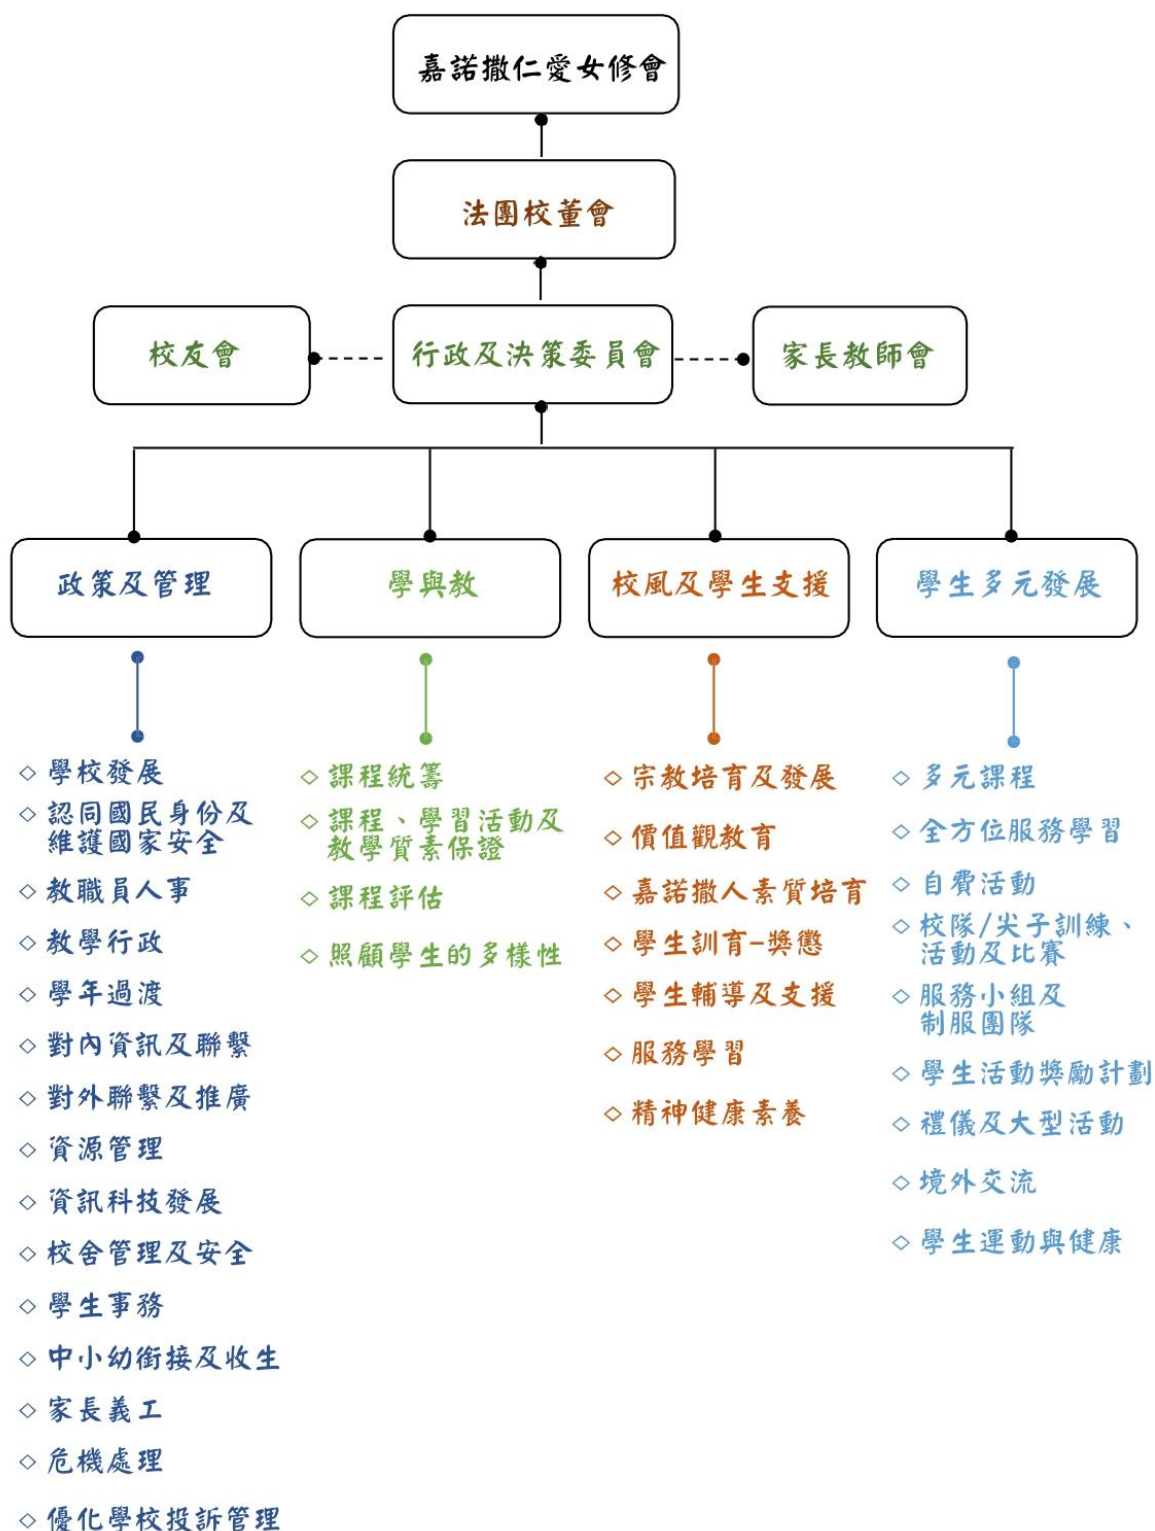 嘉諾撒仁愛女修會
法團校董會
校友會
行政及決策委員會
家長教師會
政策及管理
學與教
校風及學生支援
學生多元發展
◇ 學校發展
◇ 認同國民身份及
維護國家安全
◇ 教職員人事
◇ 教學行政
◇ 學年過渡
◇ 對內資訊及聯繫
◇ 對外聯繫及推廣
◇ 資源管理
◇ 資訊科技發展
◇ 校舍管理及安全
◇ 學生事務
◇ 中小幼銜接及收生
◇ 家長義工
◇ 危機處理
◇ 優化學校投訴管理
◇ 課程統籌
◇ 課程、學習活動及
教學質素保證
◇ 課程評估
◇ 照顧學生的多樣性
◇ 宗教培育及發展
◇ 價值觀教育
◇ 嘉諾撒人素質培育
◇ 學生訓育-獎懲
◇ 學生輔導及支援
◇ 服務學習
◇ 精神健康素養
◇ 多元課程
◇ 全方位服務學習
◇ 自費活動
◇ 校隊/尖子訓練、
活動及比賽
◇ 服務小組及
制服團隊
◇ 學生活動獎勵計劃
◇ 禮儀及大型活動
◇ 境外交流
◇ 學生運動與健康